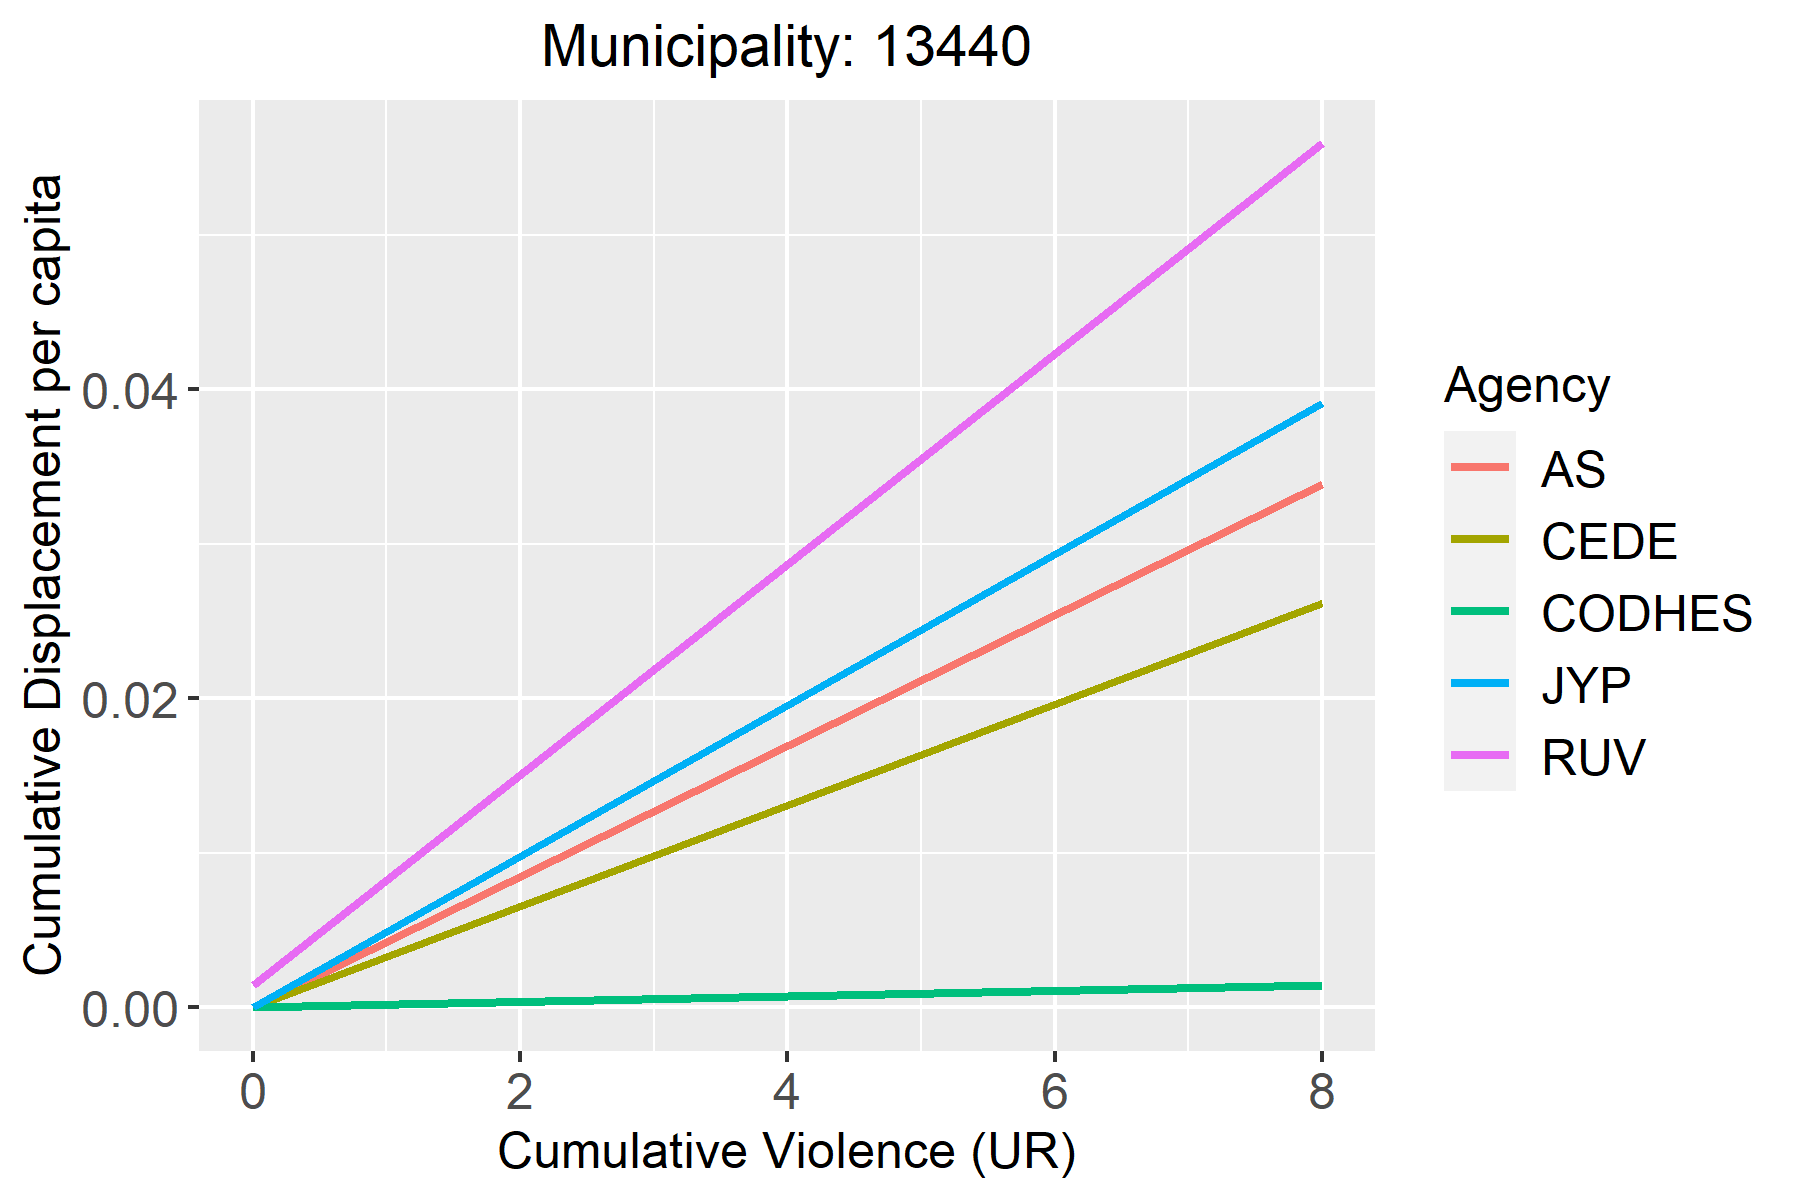 Municipality: 13440
Cumulative Displacement per capita
0.04
0.02
0.00
0
2
4
6
8
Cumulative Violence (UR)
Agency
AS
CEDE
CODHES
JYP
RUV